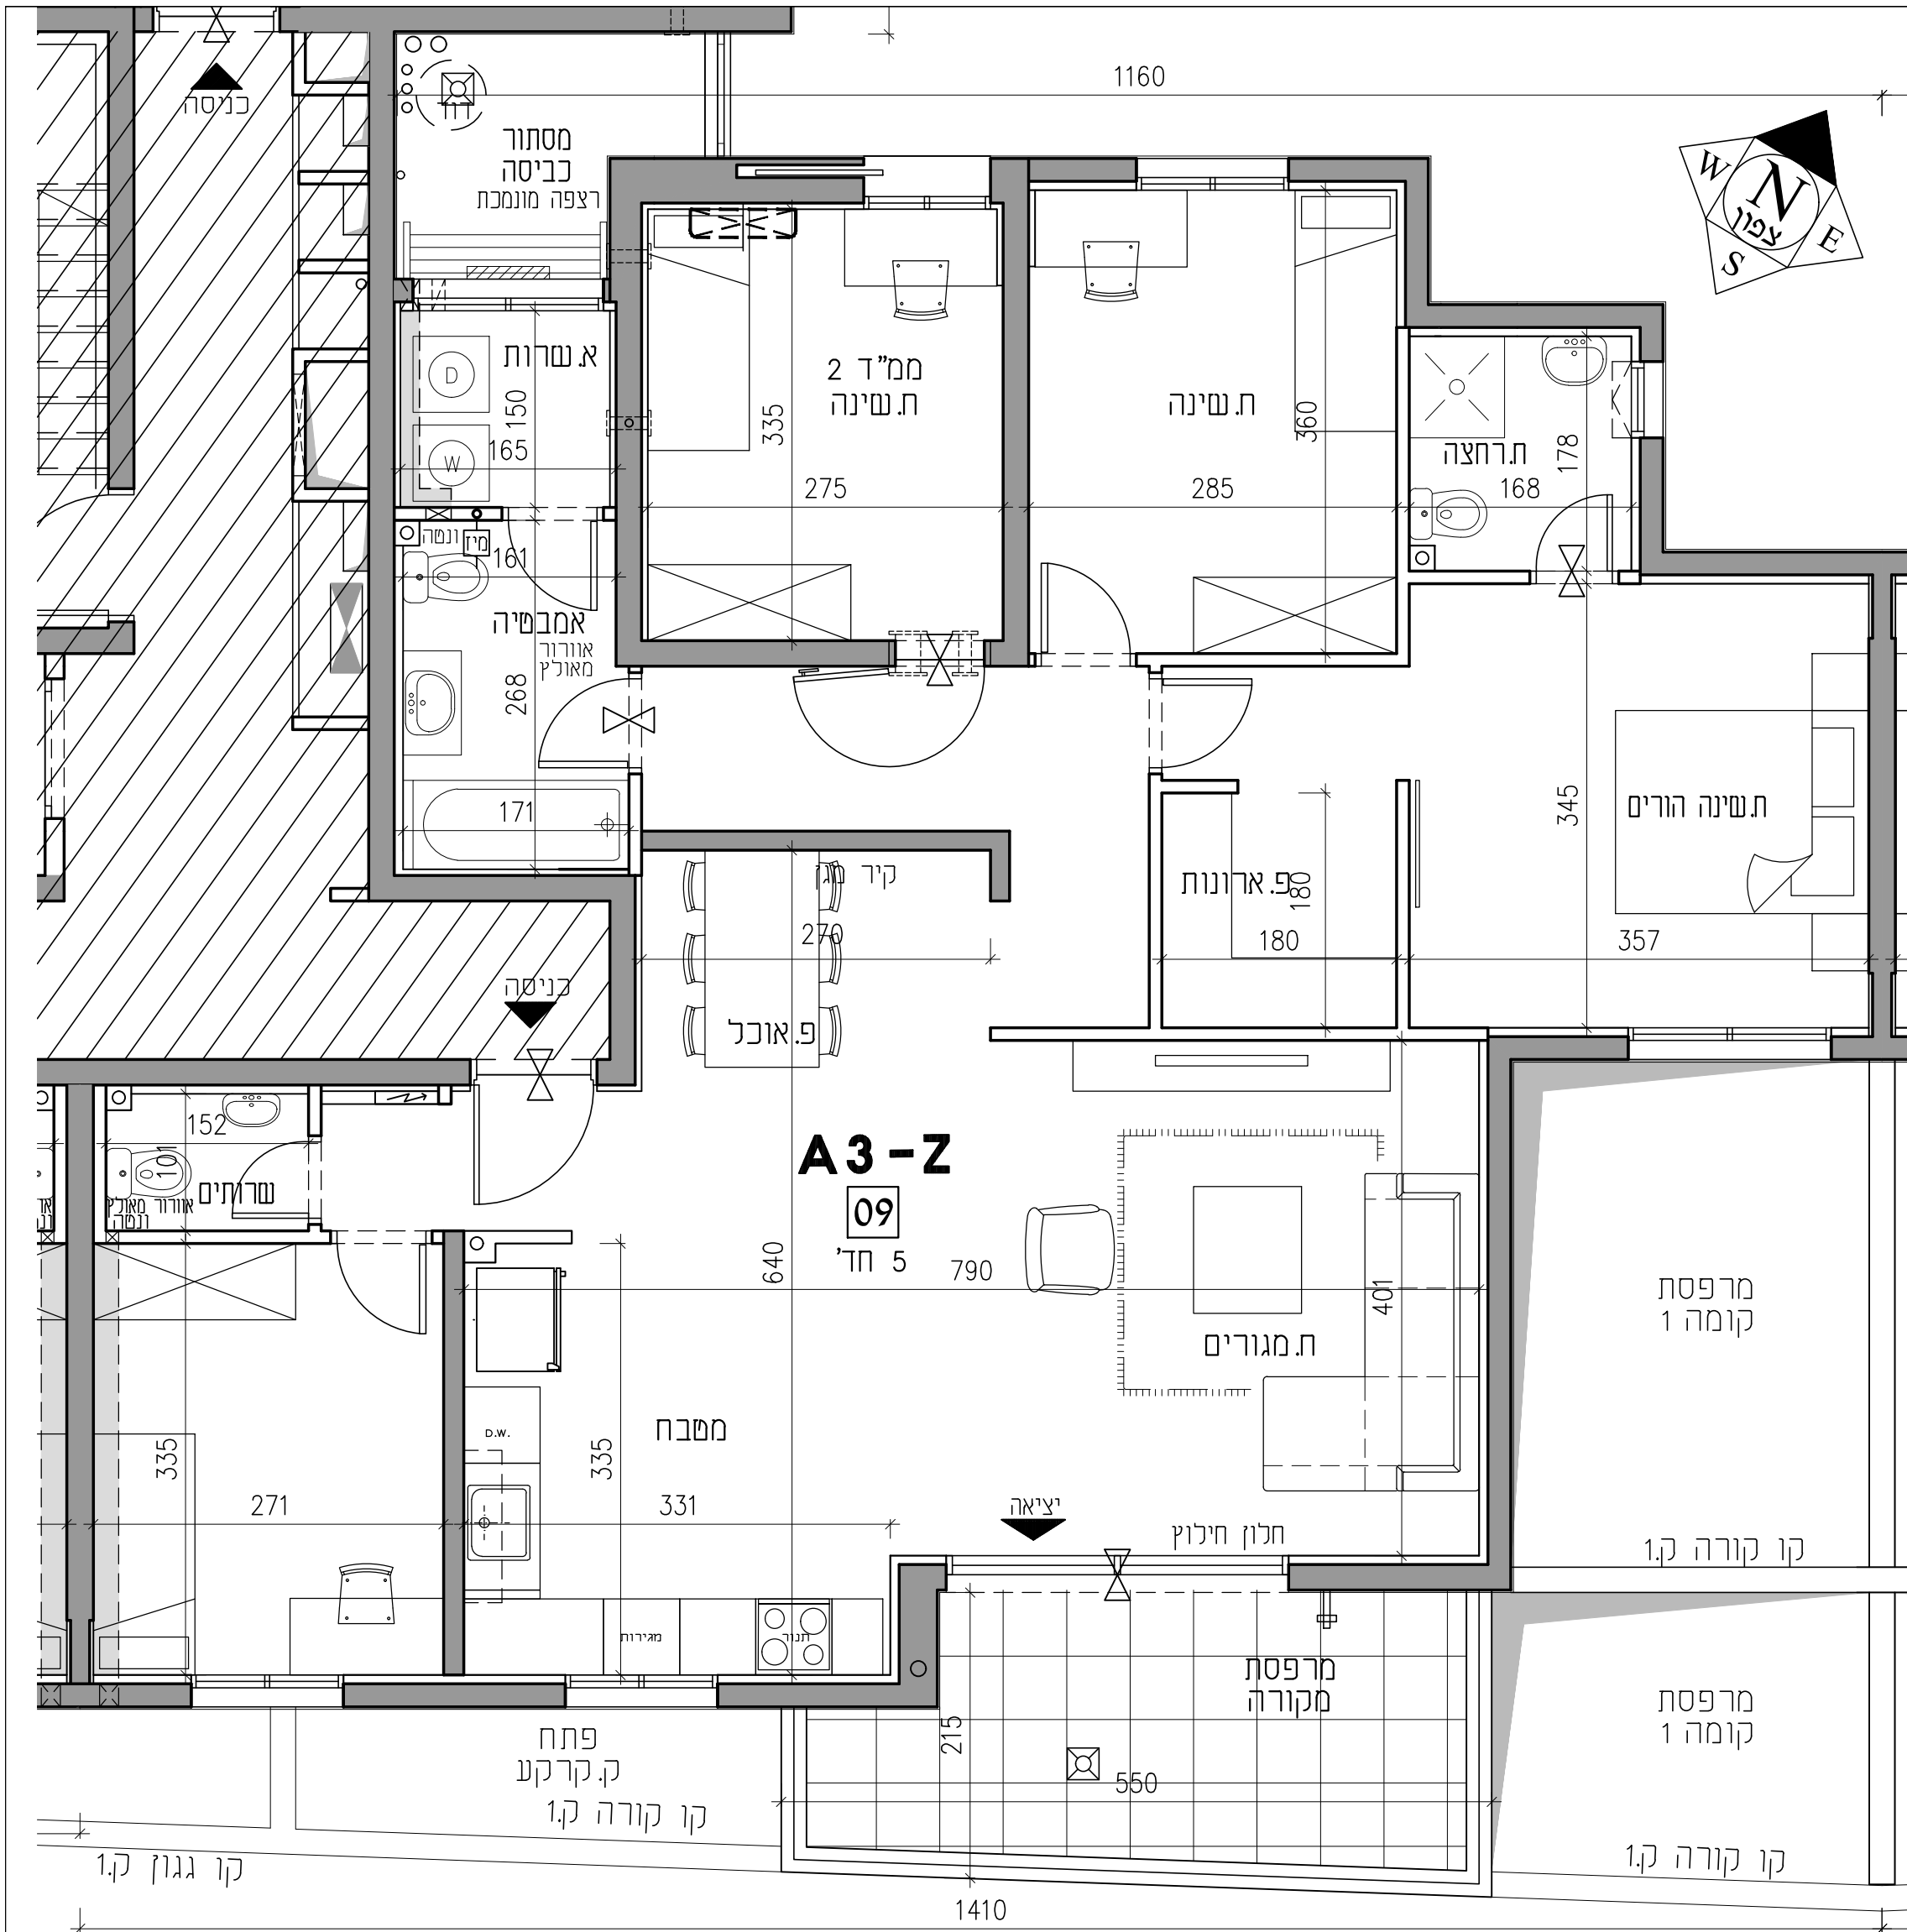 כניסה
1160
מסתור
כביסה
רצפה מונמכת
N
צפון
W
E
S
א.שרות
D
150
165
W
ממ"ד 2
ח.שינה
335
275
ח.שינה
360
285
ח.רחצה
178
168
ונטה
מיז
161
אמבטיה
אוורור
מאולץ
268
171
345
ח.שינה הורים
357
קיר מגן
270
פ.ארונות
180
180
פ.אוכל
כניסה
152
101
שרותים
אוורור מאולץ
ונטה
A3-Z
09
5 חד'
640
790
401
ח.מגורים
מרפסת
קומה 1
335
271
D.W.
מטבח
335
331
יציאה
חלון חילוץ
קו קורה ק.1
מגירות
תנור
מרפסת
מקורה
215
550
מרפסת
קומה 1
פתח
ק.קרקע
קו קורה ק.1
קו גגון ק.1
קו קורה ק.1
1410